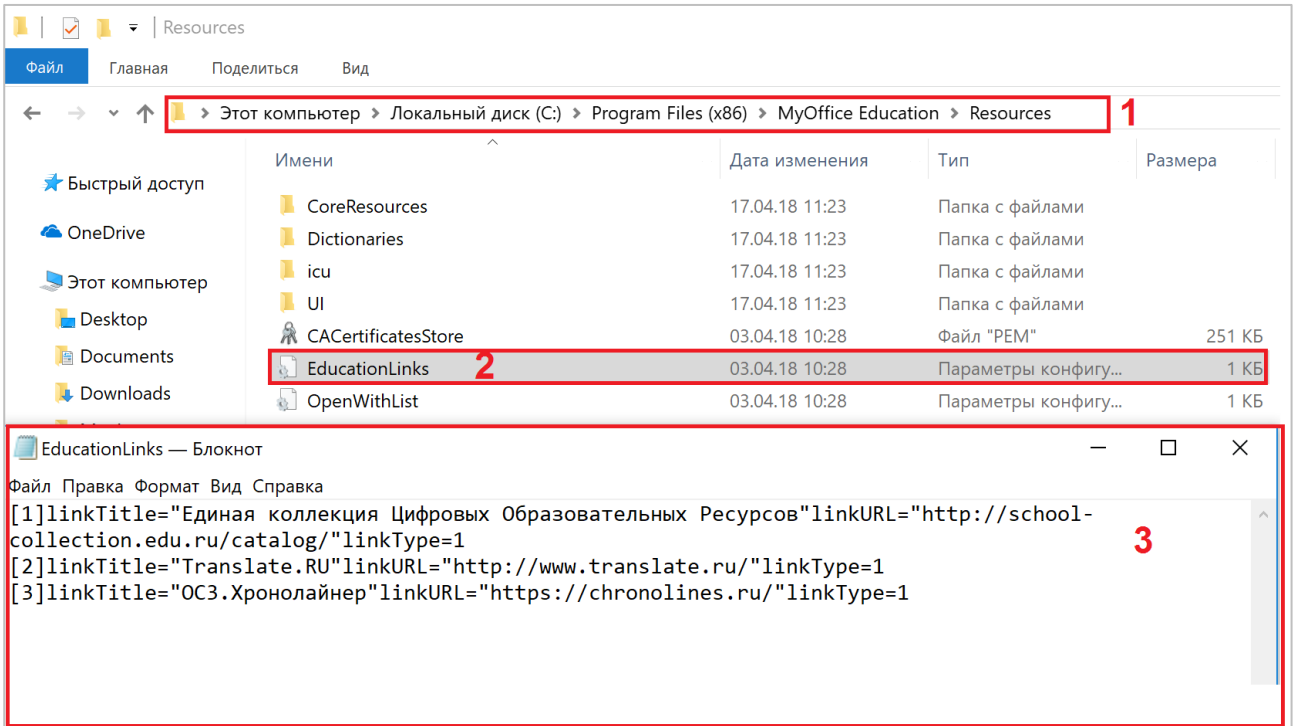 Resources
Файл Главная Поделиться Вид
Этот компьютер > Локальный диск (C:) > Program Files (x86) > MyOffice Education > Resources 1
Имени Дата изменения Тип Размера
Быстрый доступ
OneDrive
Этот компьютер
Desktop
Documents
Downloads
CoreResources 17.04.18 11:23 Папка с файлами
Dictionaries 17.04.18 11:23 Папка с файлами
icu 17.04.18 11:23 Папка с файлами
UI 17.04.18 11:23 Папка с файлами
CACertificatesStore 03.04.18 10:28 Файл "PEM" 251 КБ
EducationLinks 2 03.04.18 10:28 Параметры конфигу... 1 КБ
OpenWithList 03.04.18 10:28 Параметры конфигу... 1 КБ
EducationLinks — Блокнот
Файл Правка Формат Вид Справка
[1]linkTitle="Единая коллекция Цифровых Образовательных Ресурсов"linkURL="http://school-
collection.edu.ru/catalog/"linkType=1
3
[2]linkTitle="Translate.RU"linkURL="http://www.translate.ru/"linkType=1
[3]linkTitle="ОС3.Хронолайнер"linkURL="https://chronolines.ru/"linkType=1